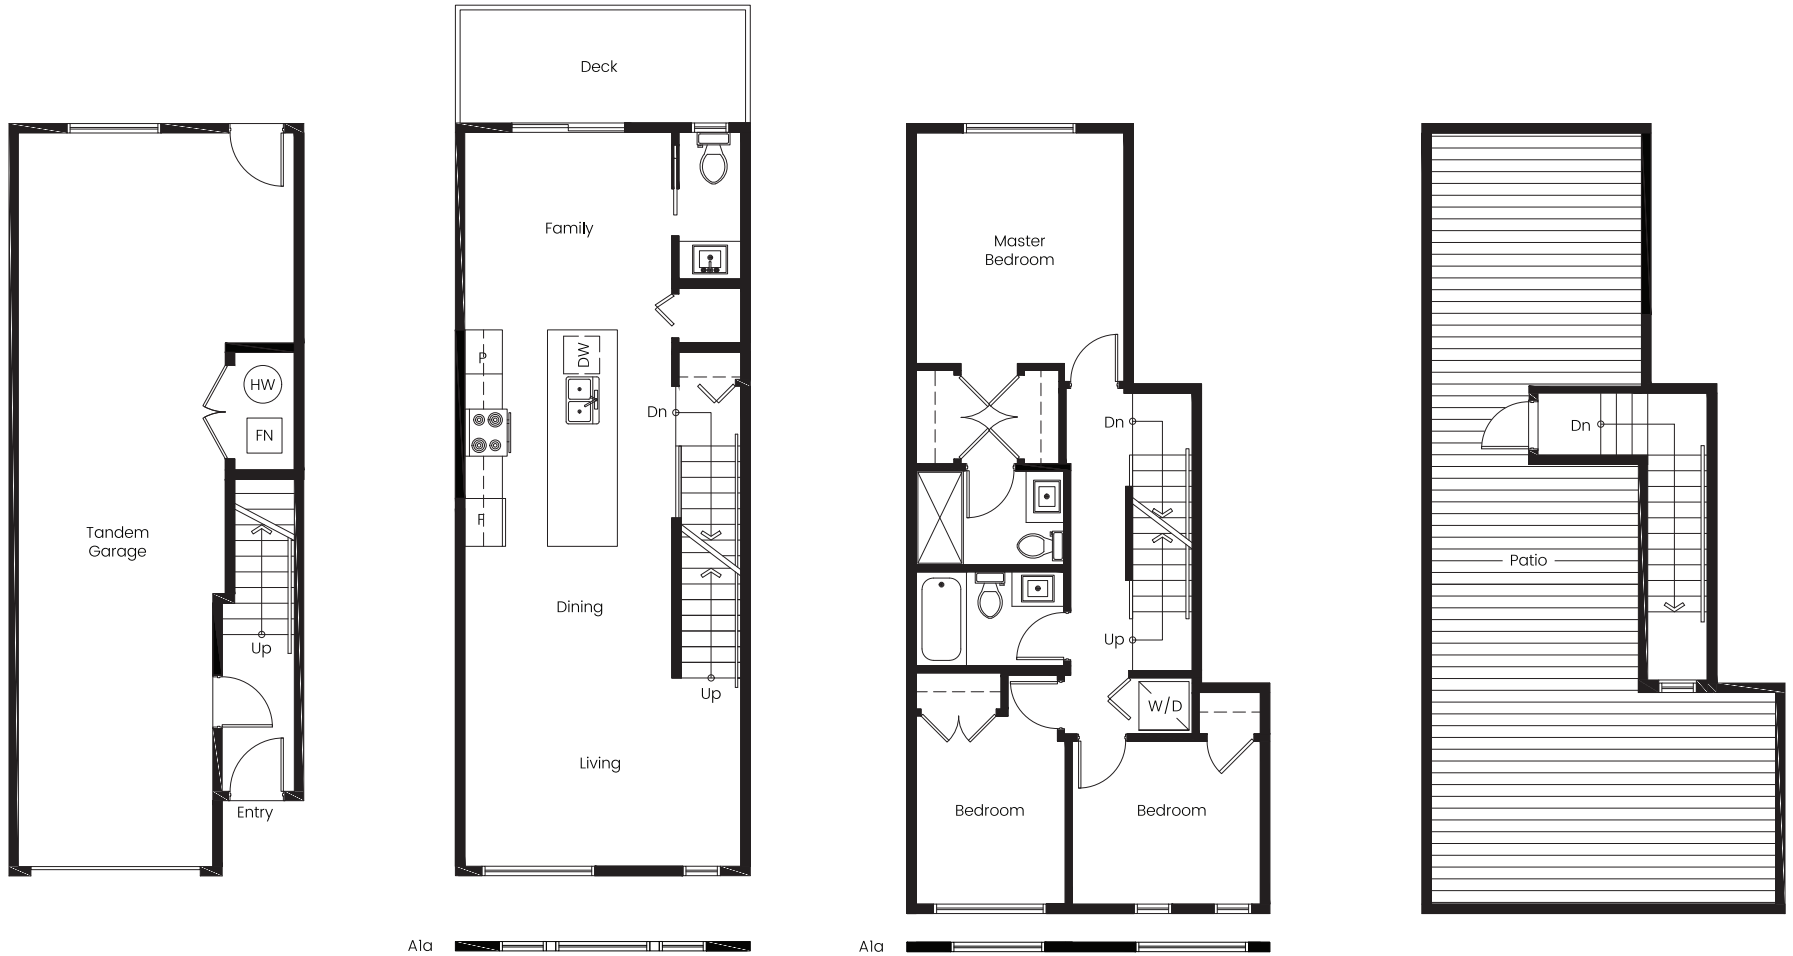 HW
FN
Tandem
Garage
Up
Entry
Deck
Family
P
DW
Dn
F
Dining
Up
Living
A1a
Master
Bedroom
Dn
Up
W/D
Bedroom
Bedroom
A1a
Dn
Patio